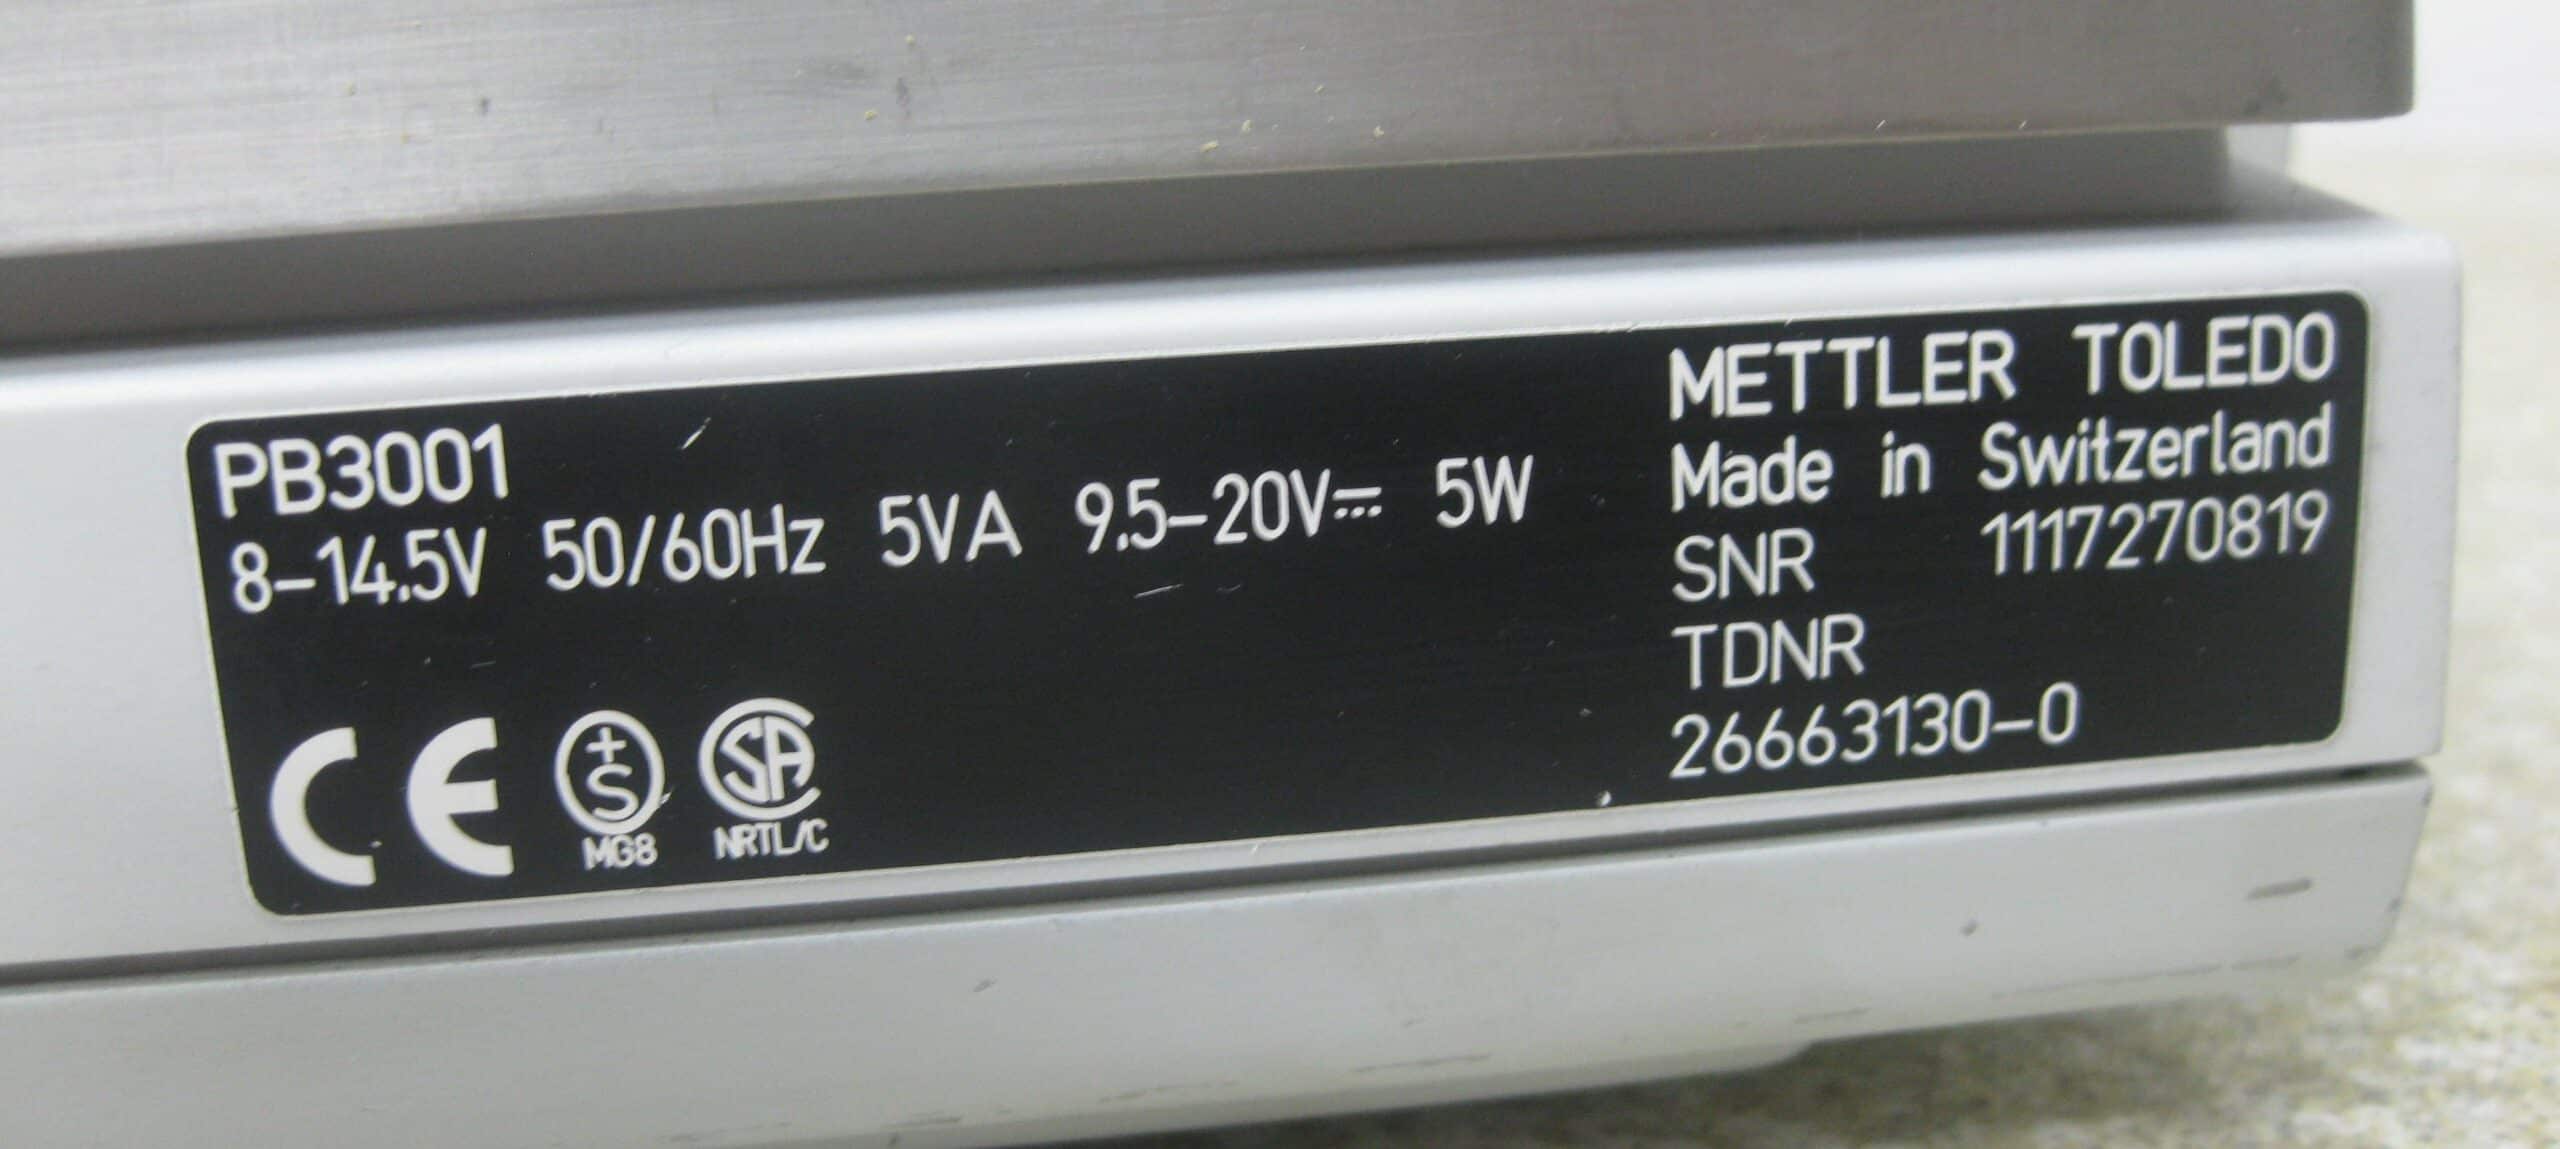 PB3001
8-14.5V 50/60Hz 5VA 9.5-20V⎓ 5W
CE +S SA
MG8 NRTL/C
METTLER TOLEDO
Made in Switzerland
SNR 1117270819
TDNR
26663130-0